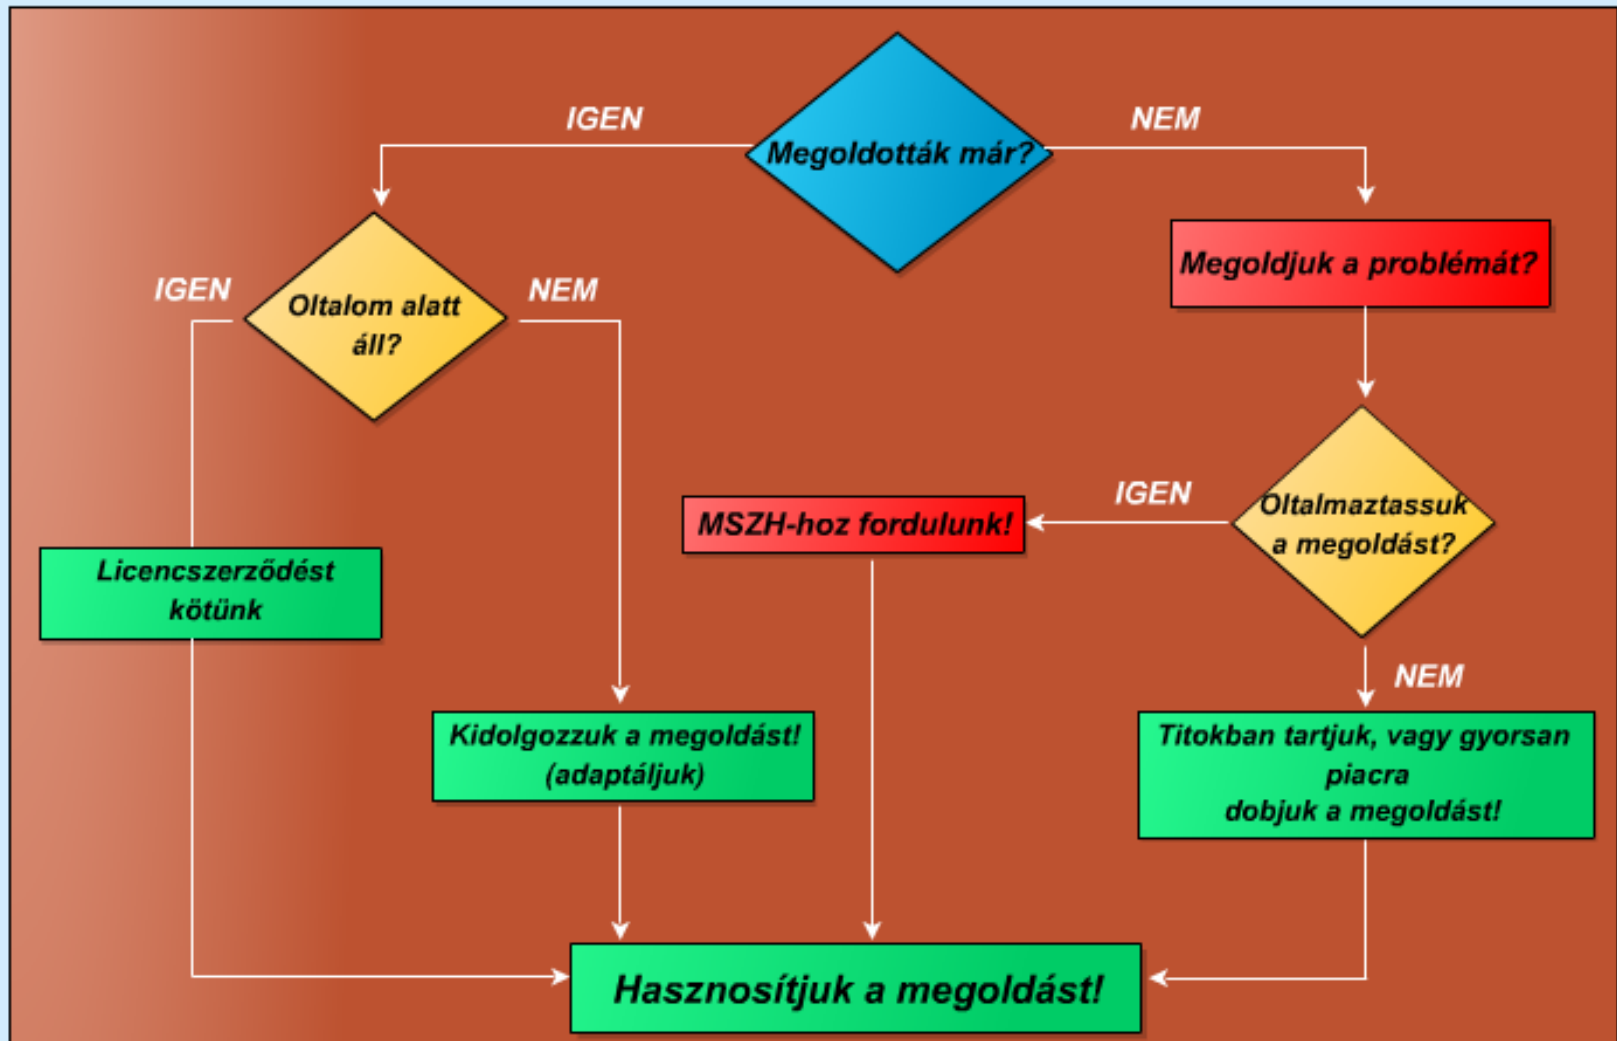 IGEN
NEM
Megoldották már?
Megoldjuk a problémát?
IGEN
NEM
Oltalom alatt
áll?
IGEN
Oltalmaztassuk
a megoldást?
MSZH-hoz fordulunk!
Licencszerződést
kötünk
NEM
Kidolgozzuk a megoldást!
(adaptáljuk)
Titokban tartjuk, vagy gyorsan
piacra
dobjuk a megoldást!
Hasznosítjuk a megoldást!